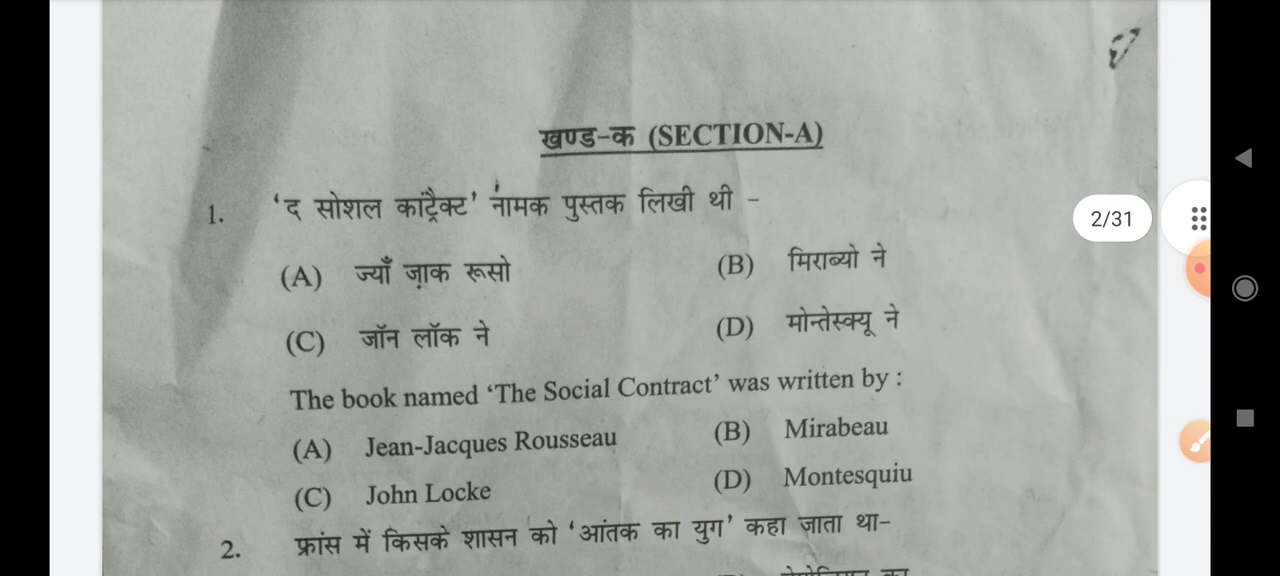 खण्ड-क (SECTION-A)
1. 'द सोशल कांट्रैक्ट' नामक पुस्तक लिखी थी -
(A) ज्याँ ज़ाक रूसो (B) मिराब्यो ने
(C) जॉन लॉक ने (D) मोन्तेस्क्यू ने
2/31
The book named 'The Social Contract' was written by :
(A) Jean-Jacques Rousseau (B) Mirabeau
(C) John Locke (D) Montesquiu
2. फ्रांस में किसके शासन को 'आंतक का युग' कहा जाता था-